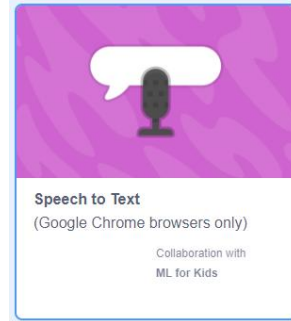 Speech to Text
(Google Chrome browsers only)
Collaboration with
ML for Kids